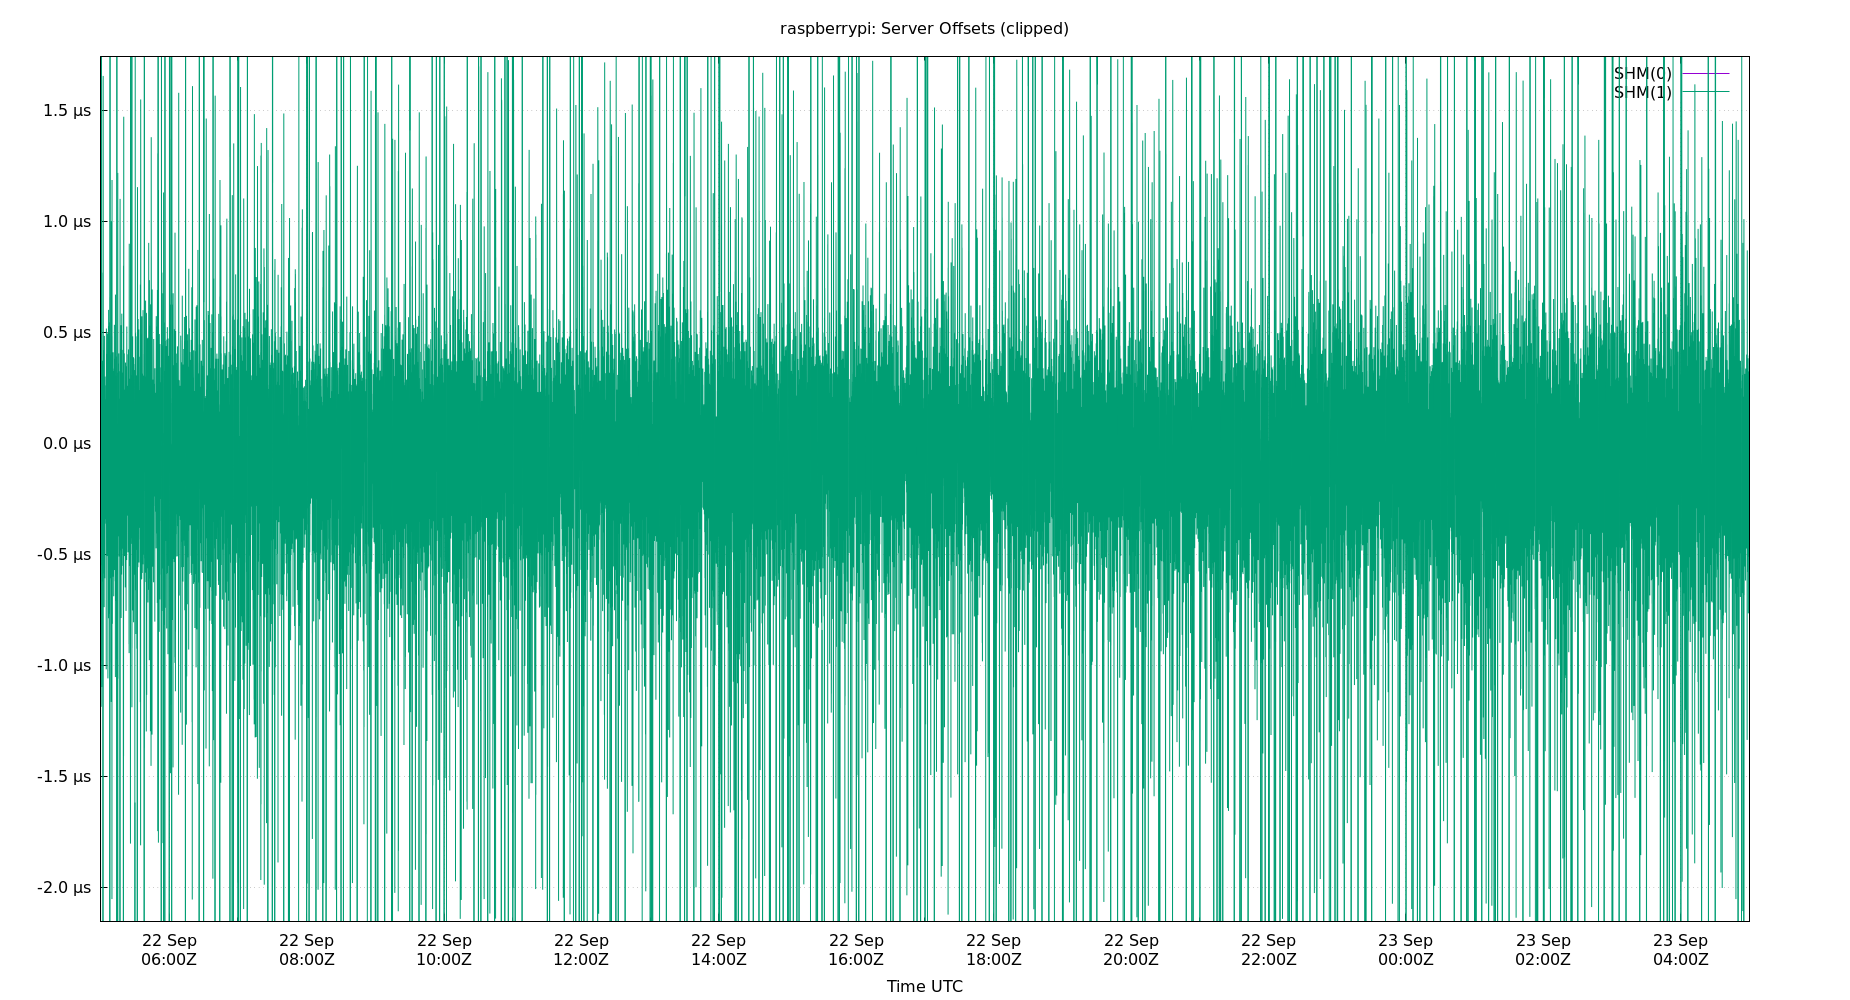 raspberrypi: Server Offsets (clipped)
SHM(0)
SHM(1)
1.5 µs
1.0 µs
0.5 µs
0.0 µs
-0.5 µs
-1.0 µs
-1.5 µs
-2.0 µs
22 Sep 22 Sep 22 Sep 22 Sep 22 Sep 22 Sep 22 Sep 22 Sep 22 Sep 23 Sep 23 Sep 23 Sep
06:00Z 08:00Z 10:00Z 12:00Z 14:00Z 16:00Z 18:00Z 20:00Z 22:00Z 00:00Z 02:00Z 04:00Z
Time UTC